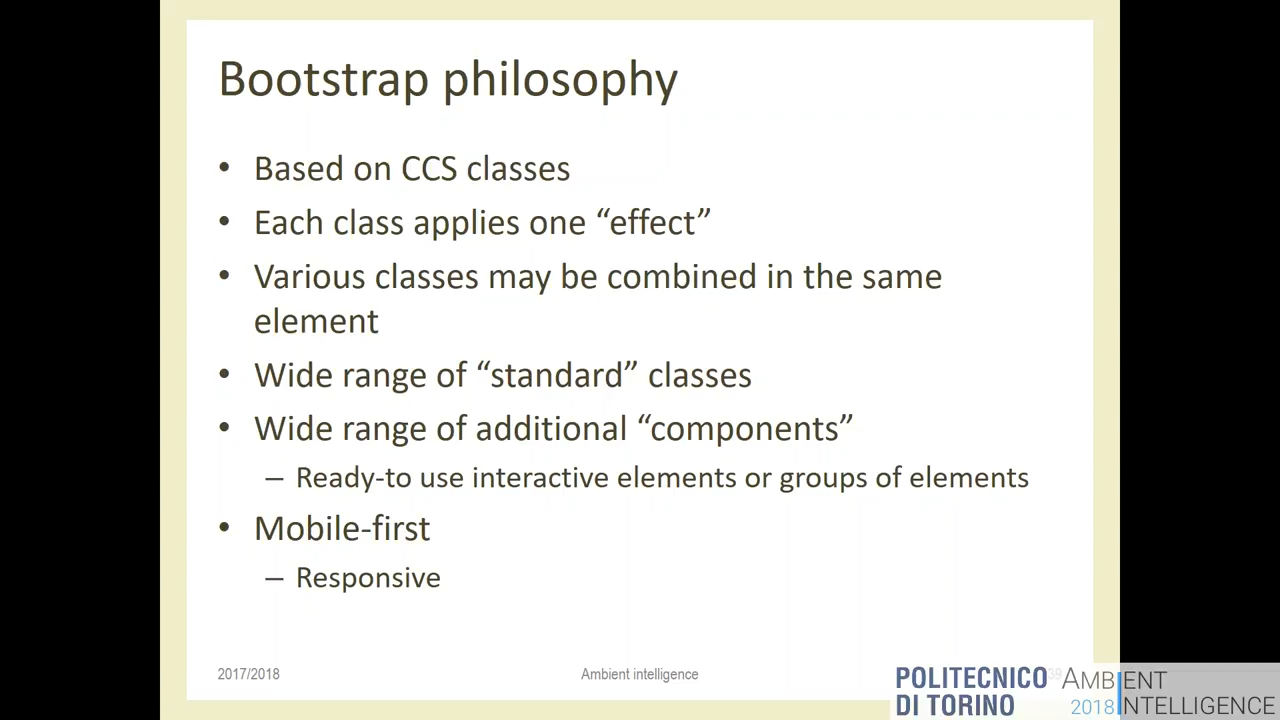 Bootstrap philosophy
• Based on CCS classes
• Each class applies one “effect”
• Various classes may be combined in the same
element
• Wide range of “standard” classes
• Wide range of additional “components”
– Ready-to use interactive elements or groups of elements
• Mobile-first
– Responsive
2017/2018
Ambient intelligence
39
POLITECNICO
DI TORINO
AMBIENT
2018 INTELLIGENCE